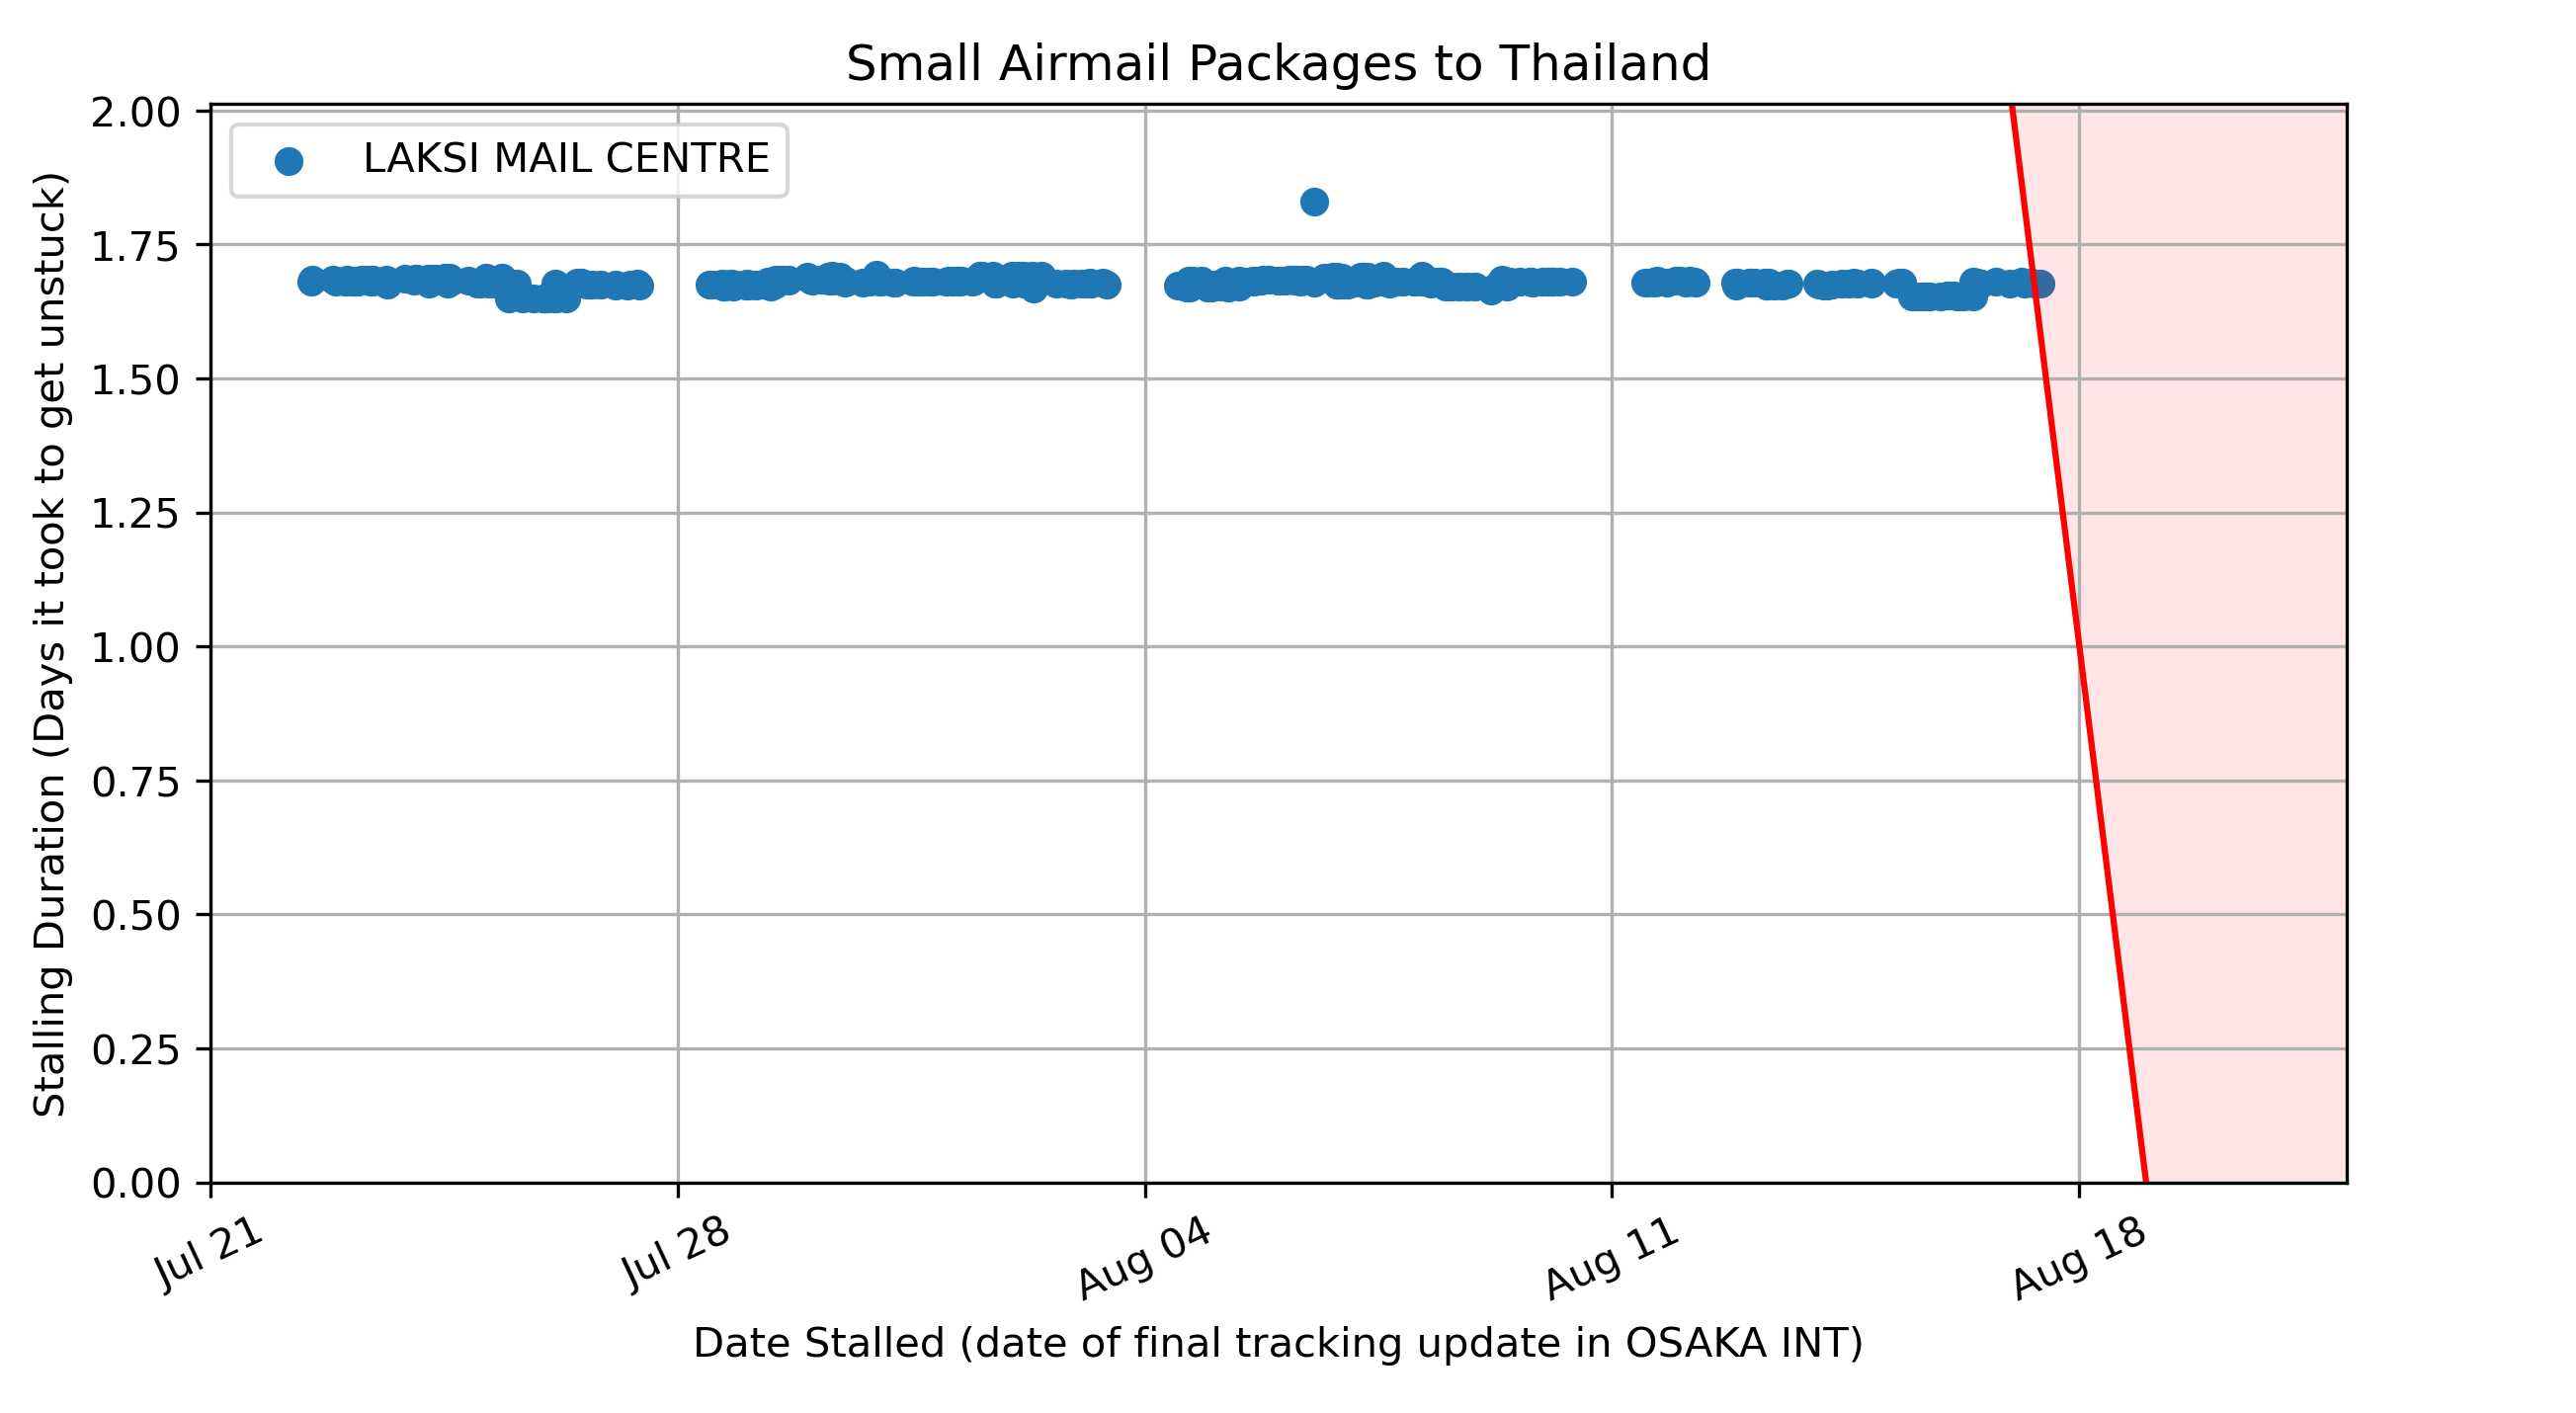 Small Airmail Packages to Thailand
LAKSI MAIL CENTRE
Stalling Duration (Days it took to get unstuck)
2.00
1.75
1.50
1.25
1.00
0.75
0.50
0.25
0.00
Jul 21
Jul 28
Aug 04
Aug 11
Aug 18
Date Stalled (date of final tracking update in OSAKA INT)